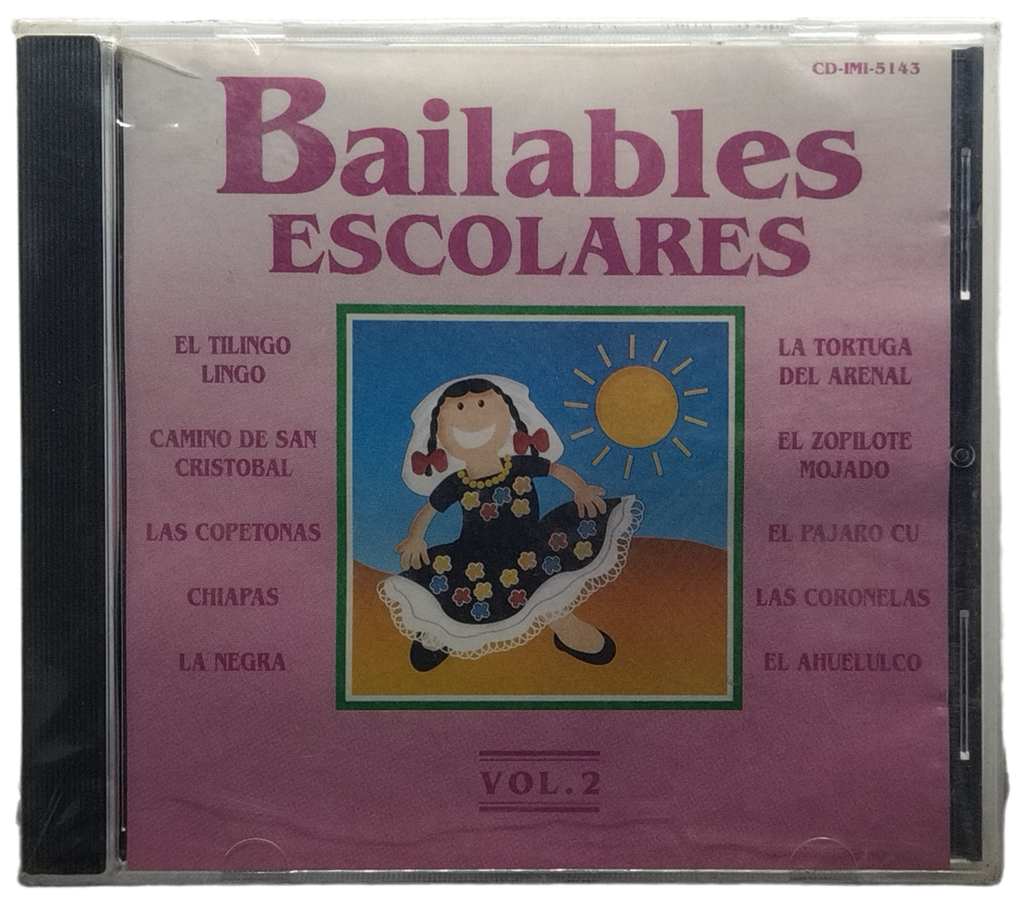 CD-IMI-5143
Bailables
ESCOLARES
EL TILINGO
LINGO
CAMINO DE SAN
CRISTOBAL
LAS COPETONAS
CHIAPAS
LA NEGRA
LA TORTUGA
DEL ARENAL
EL ZOPILOTE
MOJADO
EL PAJARO CU
LAS CORONELAS
EL AHUELULCO
VOL.2